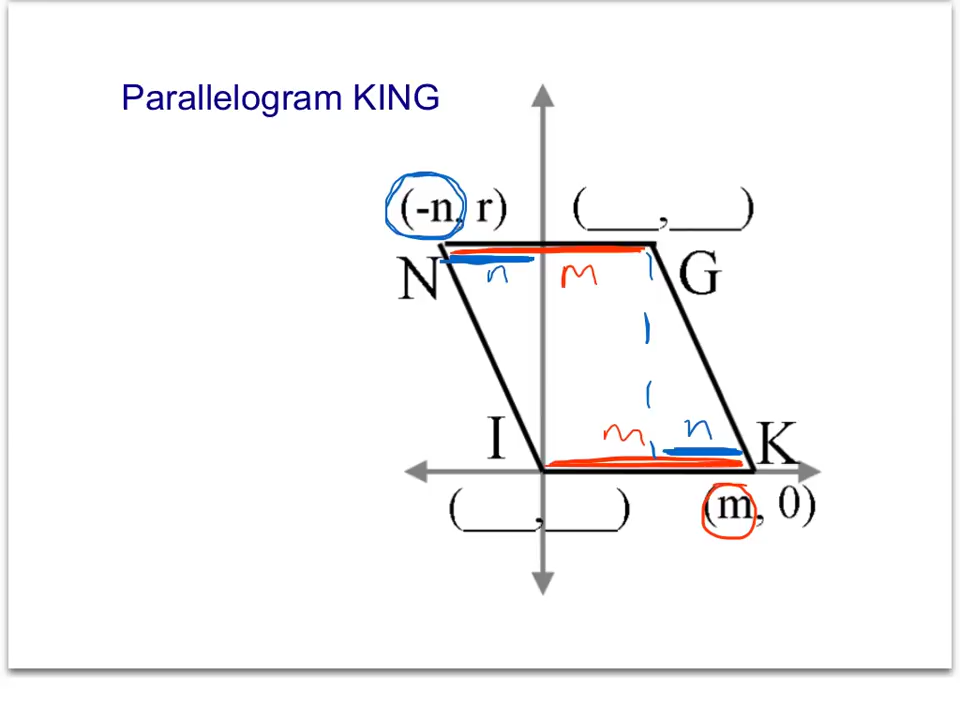 Parallelogram KING
(-n, r) (___,___)
N n m G
I m n K
(___,___) (m, 0)